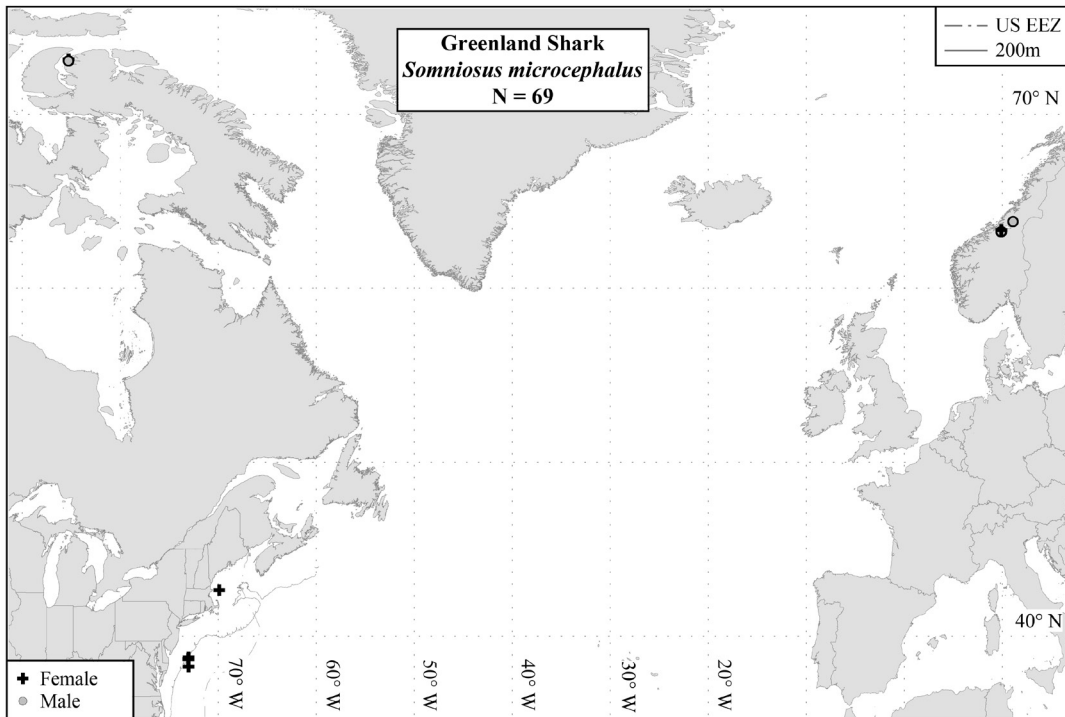 Greenland Shark
Somniosus microcephalus
N = 69
US EEZ
200m
70° N
40° N
70° W
60° W
50° W
40° W
30° W
20° W
Female
Male